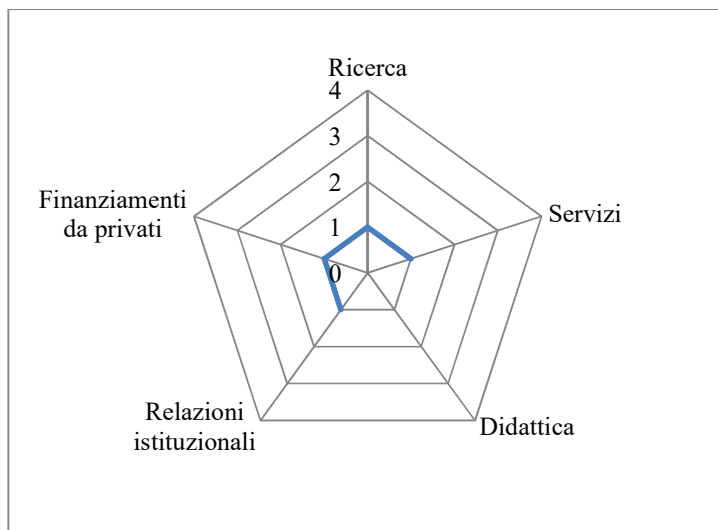 Ricerca
4
3
2
1
0
Servizi
Didattica
Relazioni
istituzionali
Finanziamenti
da privati